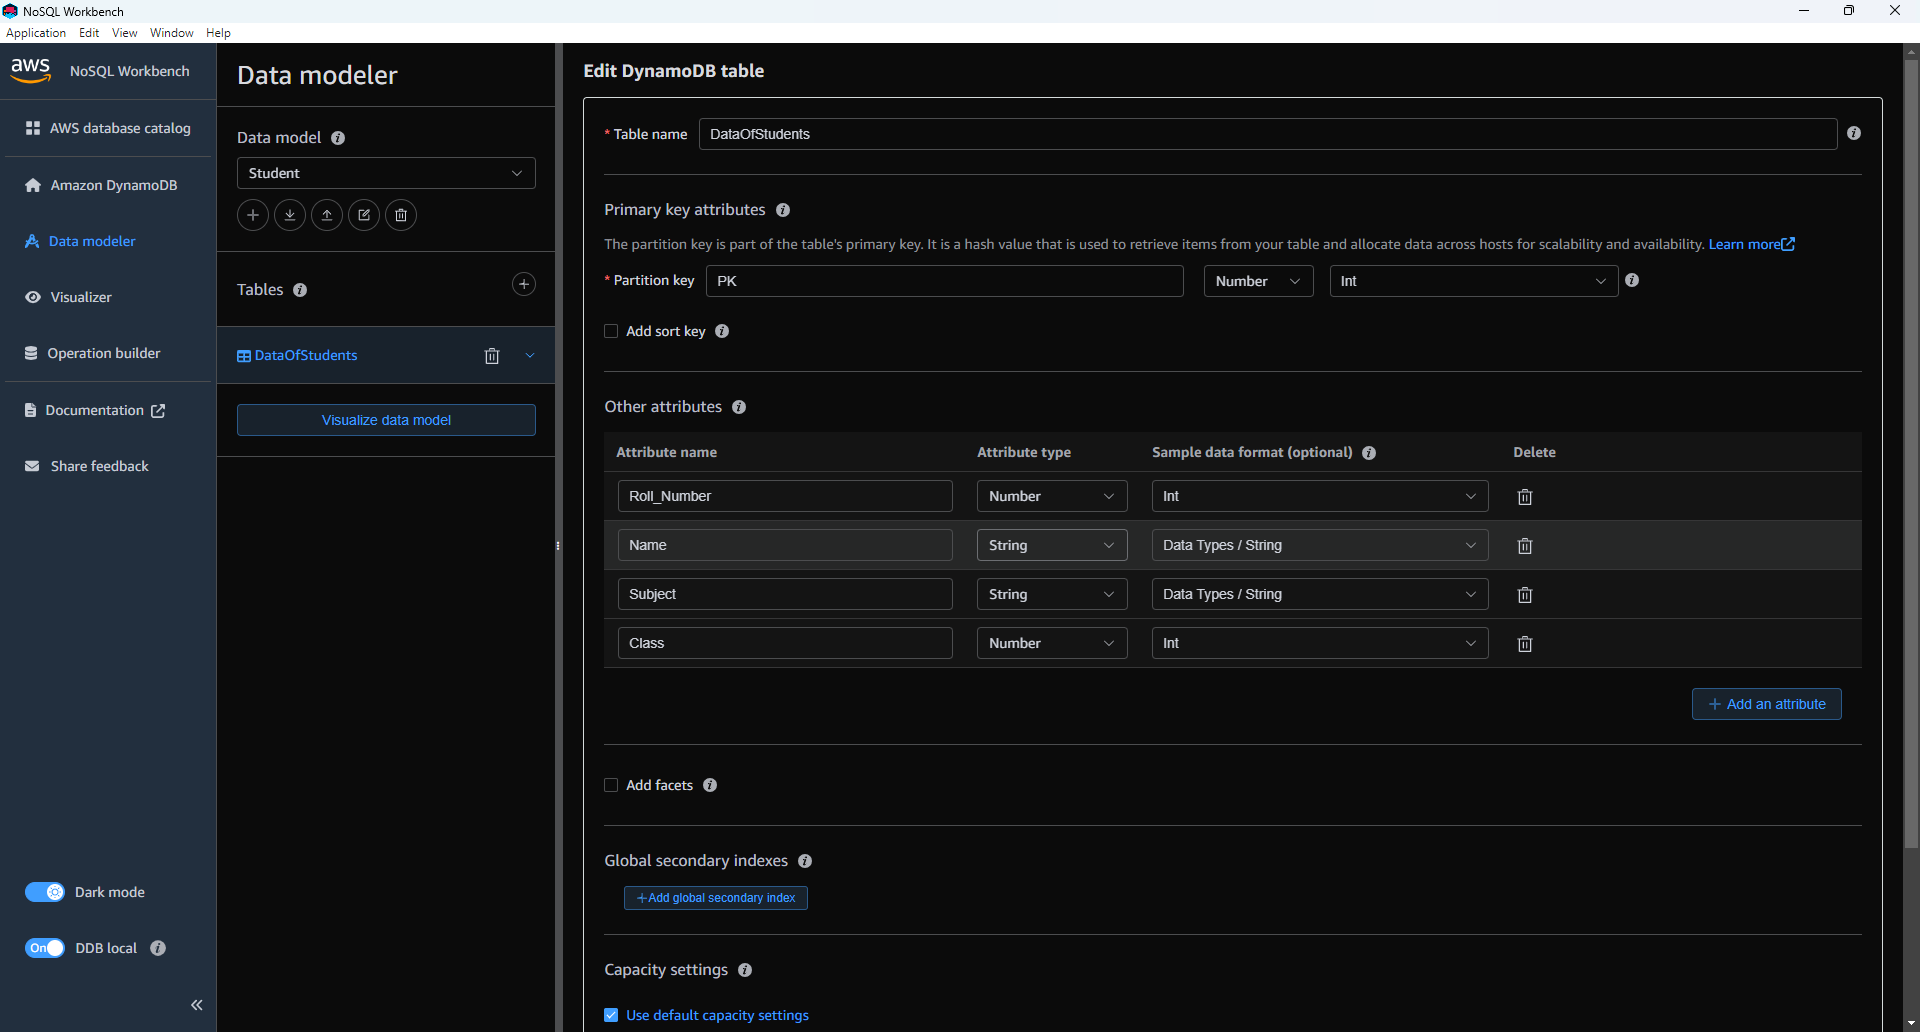 NoSQL Workbench
Application Edit View Window Help
aws NoSQL Workbench
AWS database catalog
Amazon DynamoDB
Data modeler
Visualizer
Operation builder
Documentation
Share feedback
Dark mode
On DDB local
Data modeler
Data model
Student
Tables
DataOfStudents
Visualize data model
Edit DynamoDB table
* Table name DataOfStudents
Primary key attributes
The partition key is part of the table's primary key. It is a hash value that is used to retrieve items from your table and allocate data across hosts for scalability and availability. Learn more
* Partition key PK Number Int
Add sort key
Other attributes
Attribute name Attribute type Sample data format (optional) Delete
Roll_Number Number Int
Name String Data Types / String
Subject String Data Types / String
Class Number Int
+ Add an attribute
Add facets
Global secondary indexes
+Add global secondary index
Capacity settings
Use default capacity settings